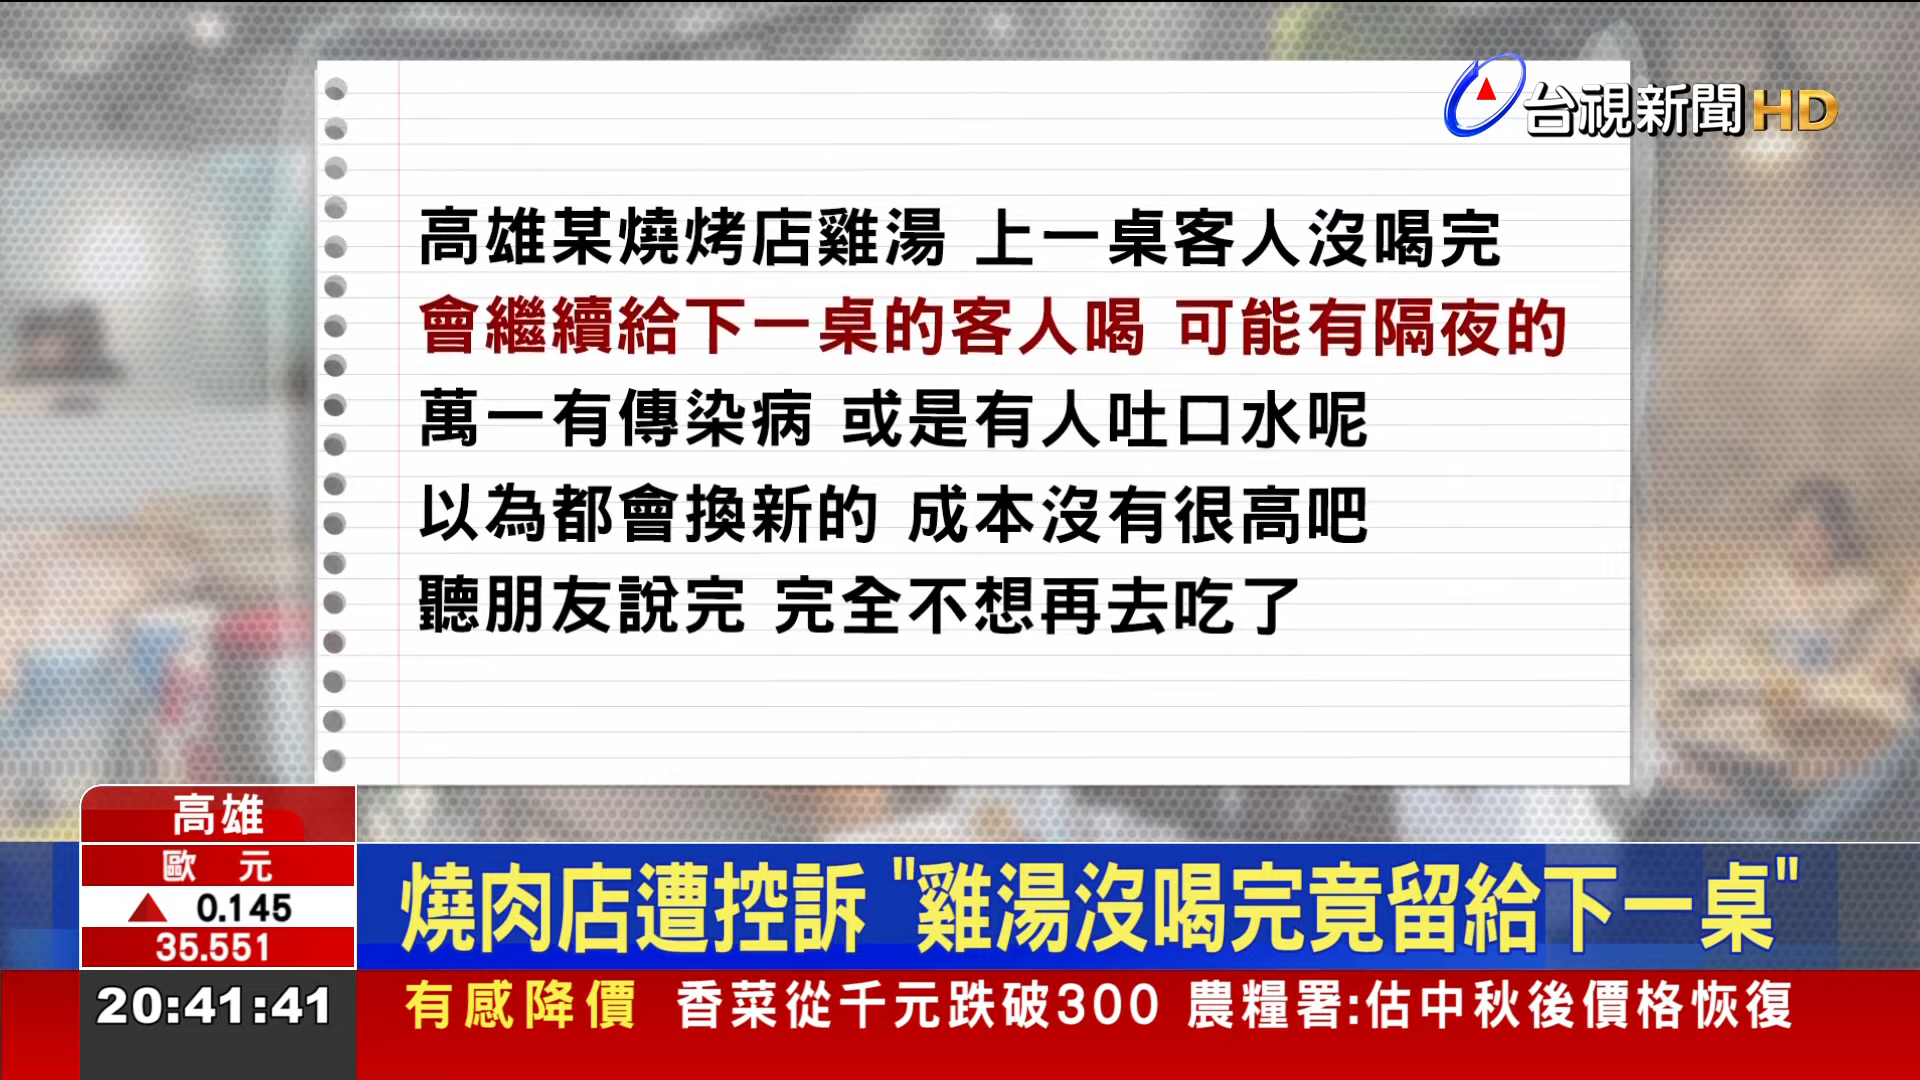 台視新聞HD
高雄某燒烤店雞湯 上一桌客人沒喝完
會繼續給下一桌的客人喝 可能有隔夜的
萬一有傳染病 或是有人吐口水呢
以為都會換新的 成本沒有很高吧
聽朋友說完 完全不想再去吃了
高雄
歐 元
▲ 0.145
35.551
燒肉店遭控訴 "雞湯沒喝完竟留給下一桌"
20:41:41
有感降價 香菜從千元跌破300 農糧署:估中秋後價格恢復